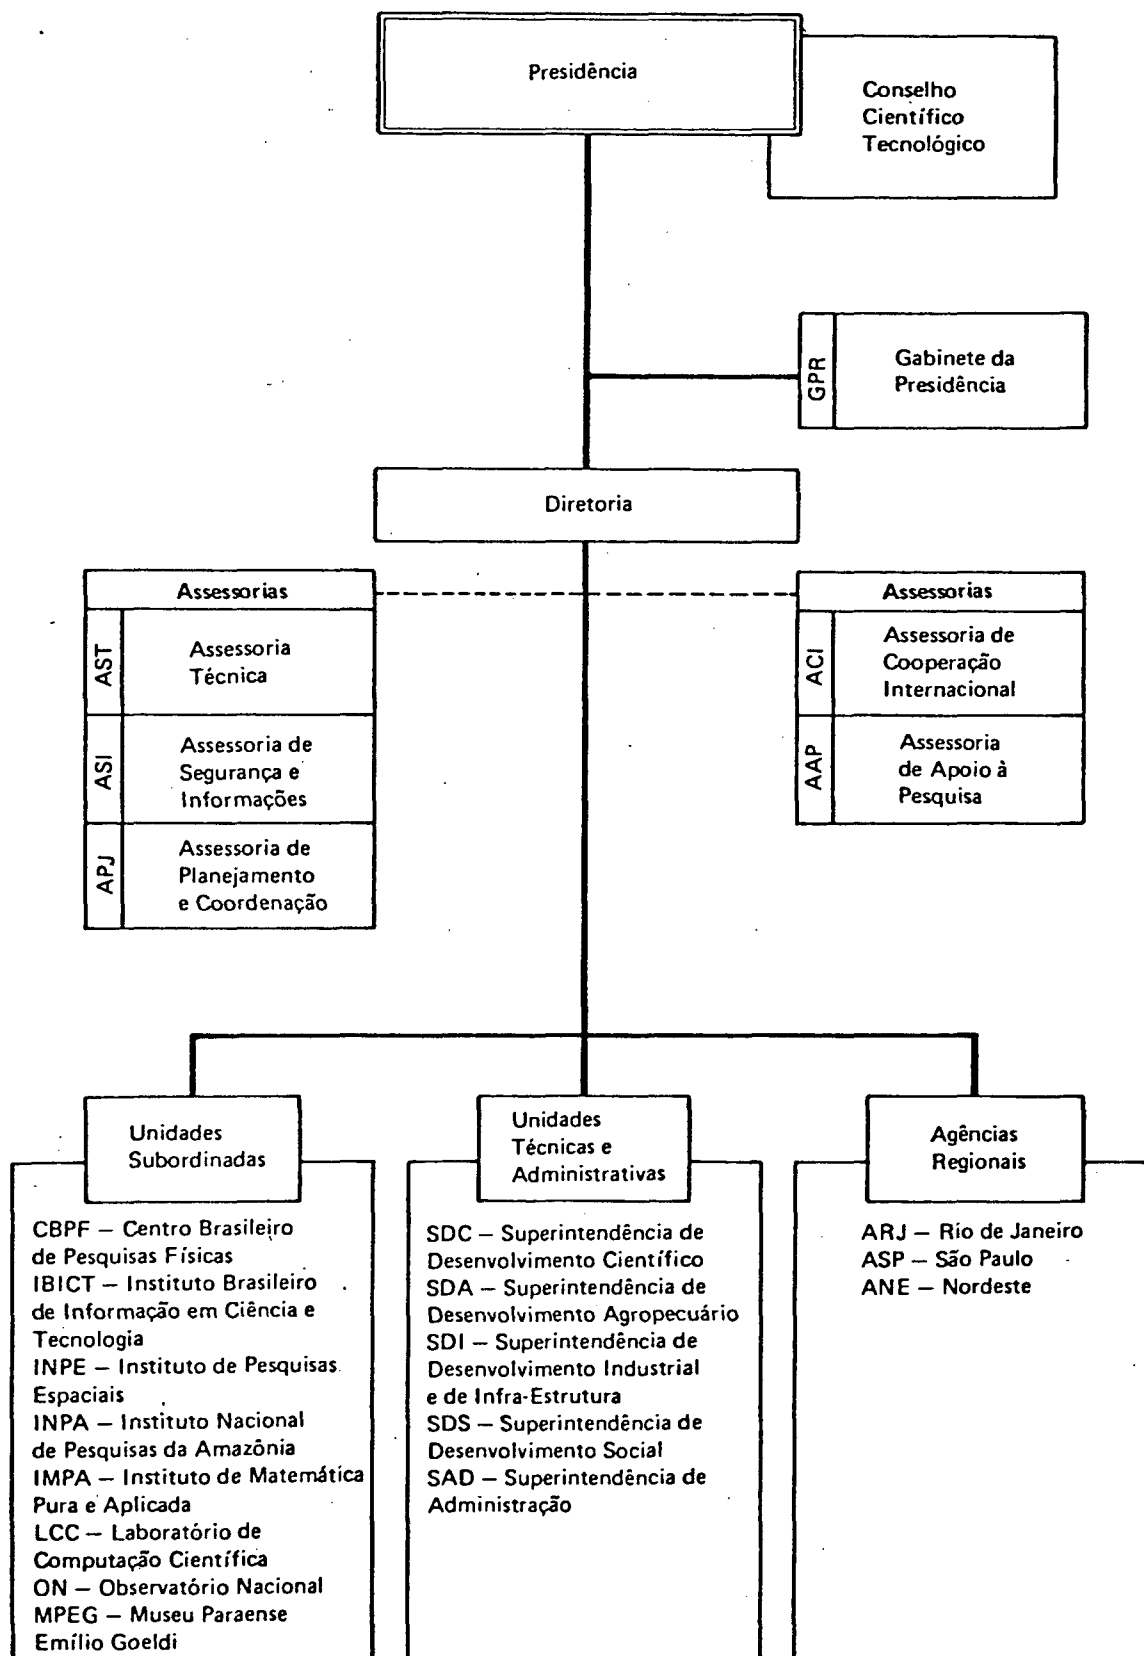 Presidência
Conselho
Científico
Tecnológico
GPR
Gabinete da
Presidência
Diretoria
Assessorias
AST
Assessoria
Técnica
ASI
Assessoria de
Segurança e
Informações
APJ
Assessoria de
Planejamento
e Coordenação
Assessorias
ACI
Assessoria de
Cooperação
Internacional
AAP
Assessoria
de Apoio à
Pesquisa
Unidades
Subordinadas
CBPF – Centro Brasileiro
de Pesquisas Físicas
IBICT – Instituto Brasileiro
de Informação em Ciência e
Tecnologia
INPE – Instituto de Pesquisas
Espaciais
INPA – Instituto Nacional
de Pesquisas da Amazônia
IMPA – Instituto de Matemática
Pura e Aplicada
LCC – Laboratório de
Computação Científica
ON – Observatório Nacional
MPEG – Museu Paraense
Emílio Goeldi
Unidades
Técnicas e
Administrativas
SDC – Superintendência de
Desenvolvimento Científico
SDA – Superintendência de
Desenvolvimento Agropecuário
SDI – Superintendência de
Desenvolvimento Industrial
e de Infra-Estrutura
SDS – Superintendência de
Desenvolvimento Social
SAD – Superintendência de
Administração
Agências
Regionais
ARJ – Rio de Janeiro
ASP – São Paulo
ANE – Nordeste